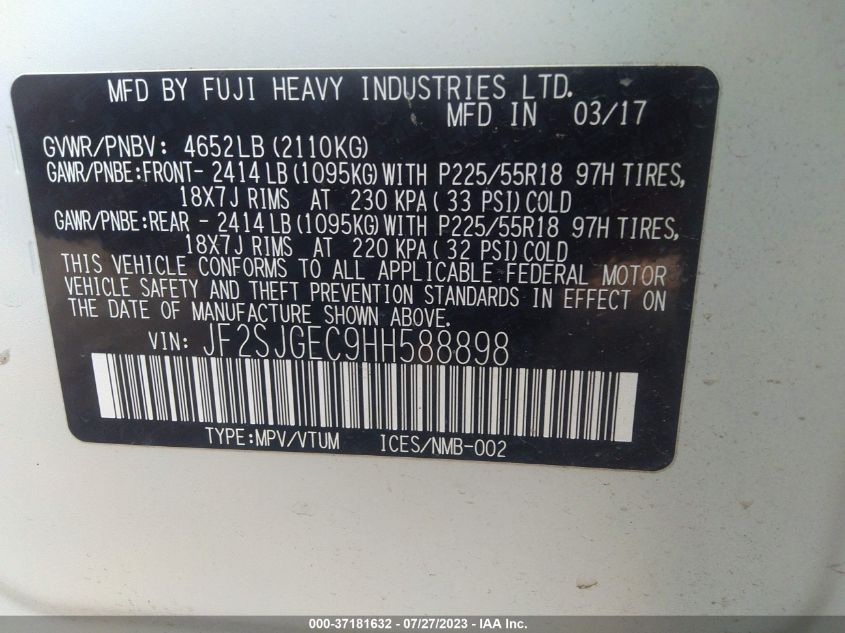 MFD BY FUJI HEAVY INDUSTRIES LTD.
MFD IN 03/17
GVWR/PNBV: 4652LB(2110KG)
GAWR/PNBE:FRONT- 2414LB(1095KG)WITH P225/55R18 97H TIRES,
18X7J RIMS AT 230 KPA( 33 PSI)COLD
GAWR/PNBE:REAR - 2414LB(1095KG)WITH P225/55R18 97H TIRES,
18X7J RIMS AT 220 KPA( 32 PSI)COLD
THIS VEHICLE CONFORMS TO ALL APPLICABLE FEDERAL MOTOR
VEHICLE SAFETY AND THEFT PREVENTION STANDARDS IN EFFECT ON
THE DATE OF MANUFACTURE SHOWN ABOVE.
VIN: JF2SJGEC9HH588898
TYPE:MPV/VTUM ICES/NMB-002
000-37181632 - 07/27/2023 - IAA Inc.